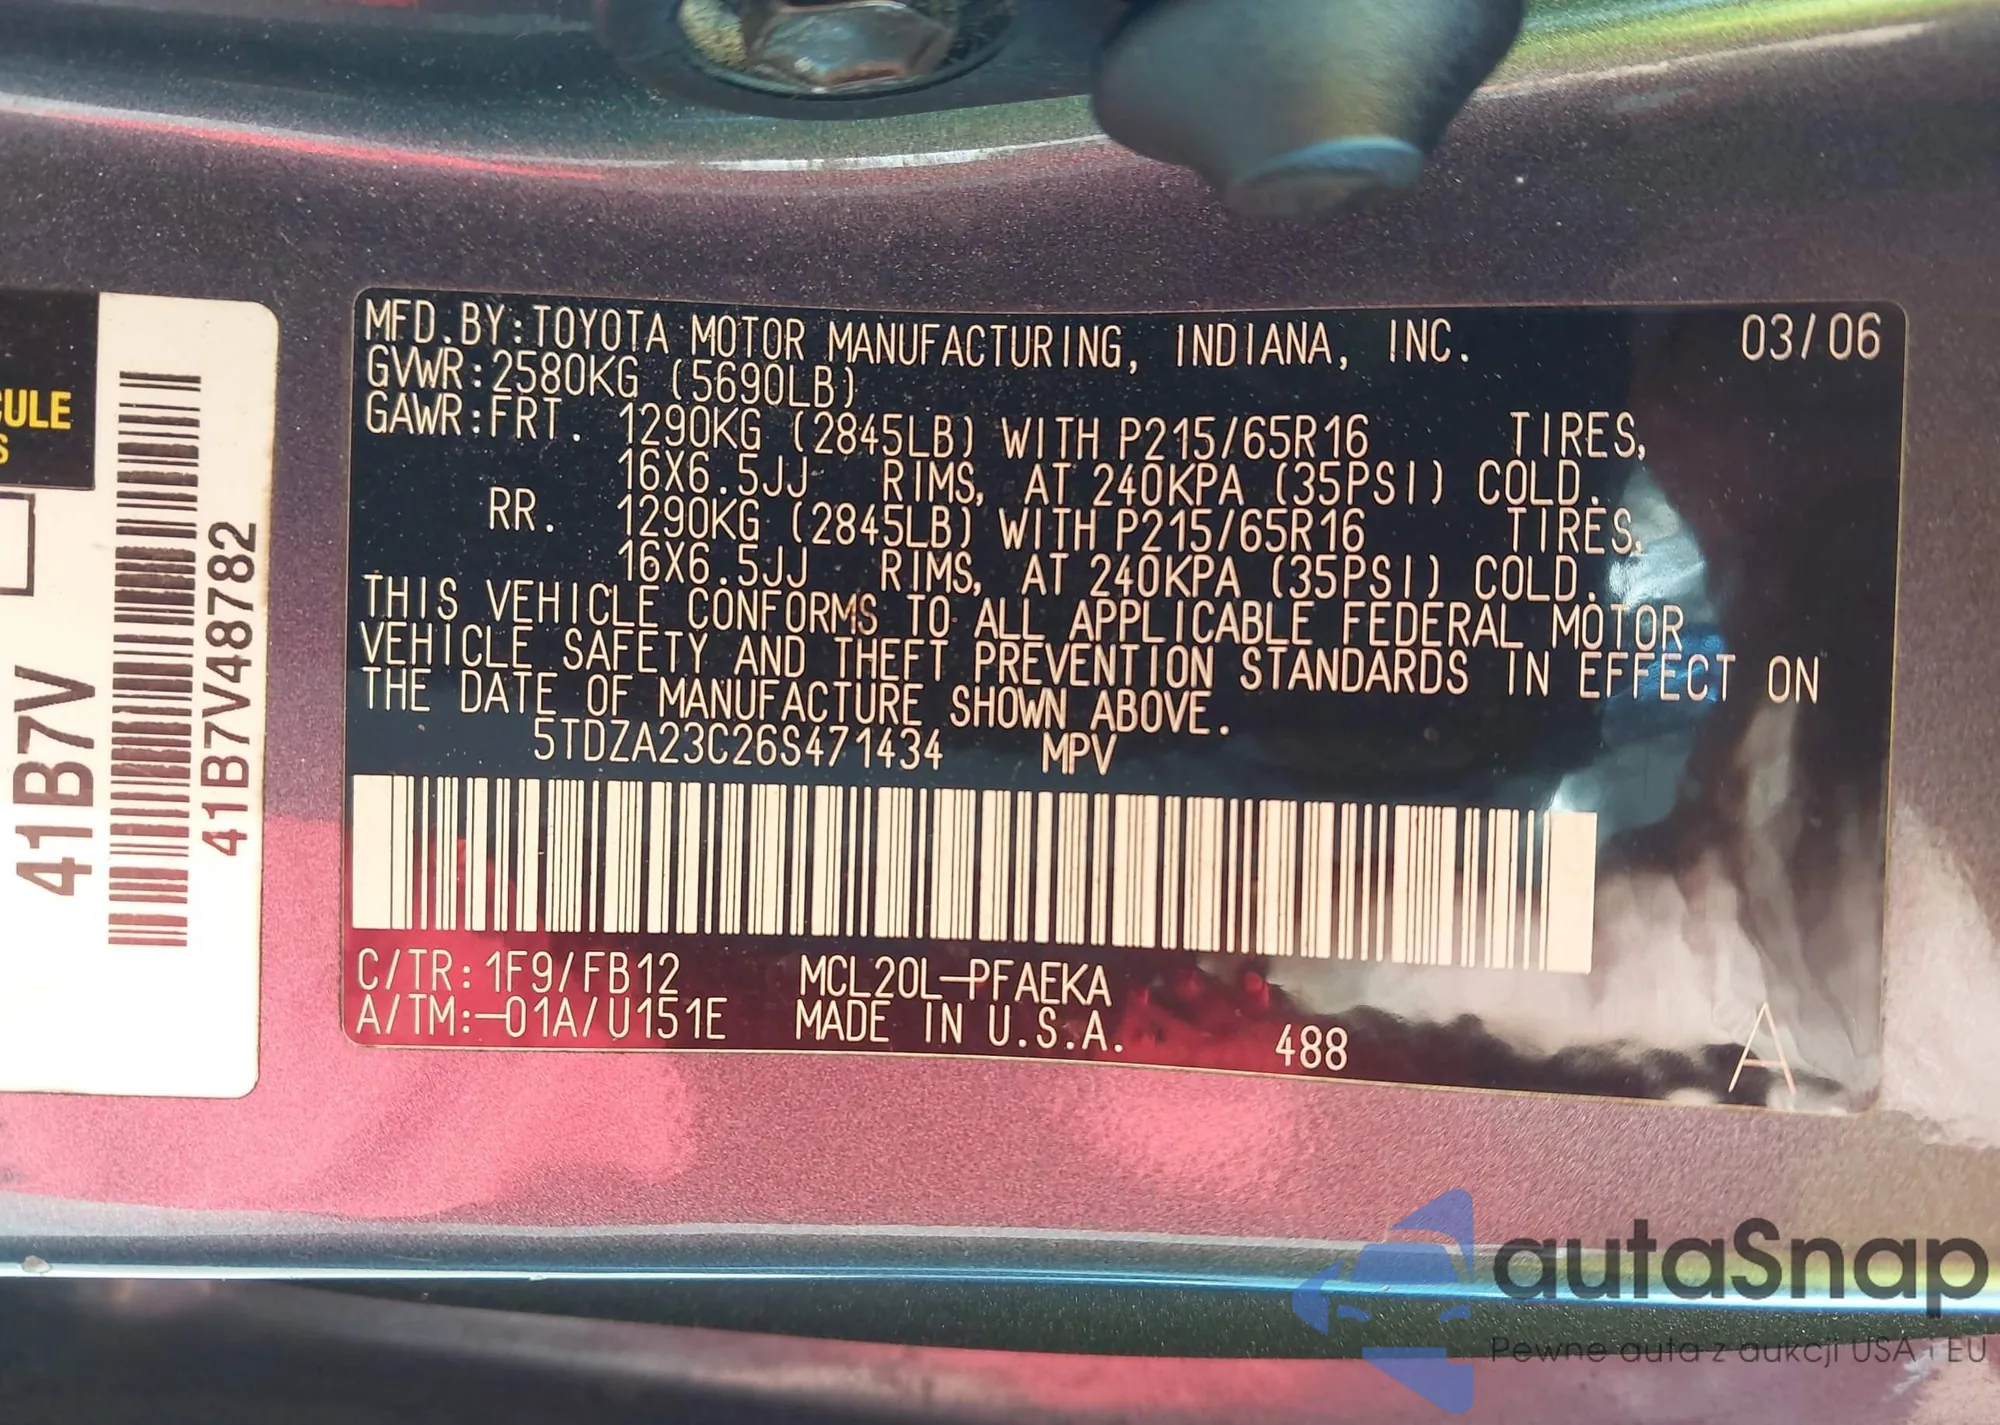 CULE
S
41B7V
41B7V48782
MFD.BY:TOYOTA MOTOR MANUFACTURING, INDIANA, INC. 03/06
GVWR:2580KG (5690LB)
GAWR:FRT. 1290KG (2845LB) WITH P215/65R16 TIRES,
16X6.5JJ RIMS, AT 240KPA (35PSI) COLD.
RR. 1290KG (2845LB) WITH P215/65R16 TIRES,
16X6.5JJ RIMS, AT 240KPA (35PSI) COLD.
THIS VEHICLE CONFORMS TO ALL APPLICABLE FEDERAL MOTOR
VEHICLE SAFETY AND THEFT PREVENTION STANDARDS IN EFFECT ON
THE DATE OF MANUFACTURE SHOWN ABOVE.
5TDZA23C26S471434 MPV
C/TR:1F9/FB12 MCL20L-PFAEKA
A/TM:-01A/U151E MADE IN U.S.A. 488 A
autaSnap
Pewne auta z aukcji USA i EU